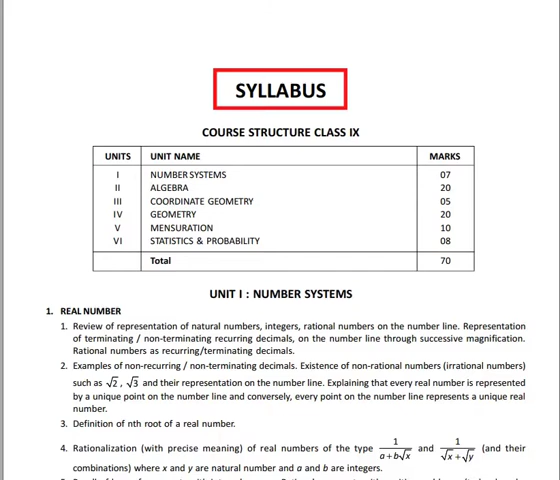 SYLLABUS
COURSE STRUCTURE CLASS IX
UNITS UNIT NAME MARKS
I NUMBER SYSTEMS 07
II ALGEBRA 20
III COORDINATE GEOMETRY 05
IV GEOMETRY 20
V MENSURATION 10
VI STATISTICS & PROBABILITY 08
Total 70
UNIT I : NUMBER SYSTEMS
1. REAL NUMBER
1. Review of representation of natural numbers, integers, rational numbers on the number line. Representation
of terminating / non-terminating recurring decimals, on the number line through successive magnification.
Rational numbers as recurring/terminating decimals.
2. Examples of non-recurring / non-terminating decimals. Existence of non-rational numbers (irrational numbers)
such as √2, √3 and their representation on the number line. Explaining that every real number is represented
by a unique point on the number line and conversely, every point on the number line represents a unique real
number.
3. Definition of nth root of a real number.
4. Rationalization (with precise meaning) of real numbers of the type 1/(a+b√x) and 1/(√x+√y) (and their
combinations) where x and y are natural number and a and b are integers.